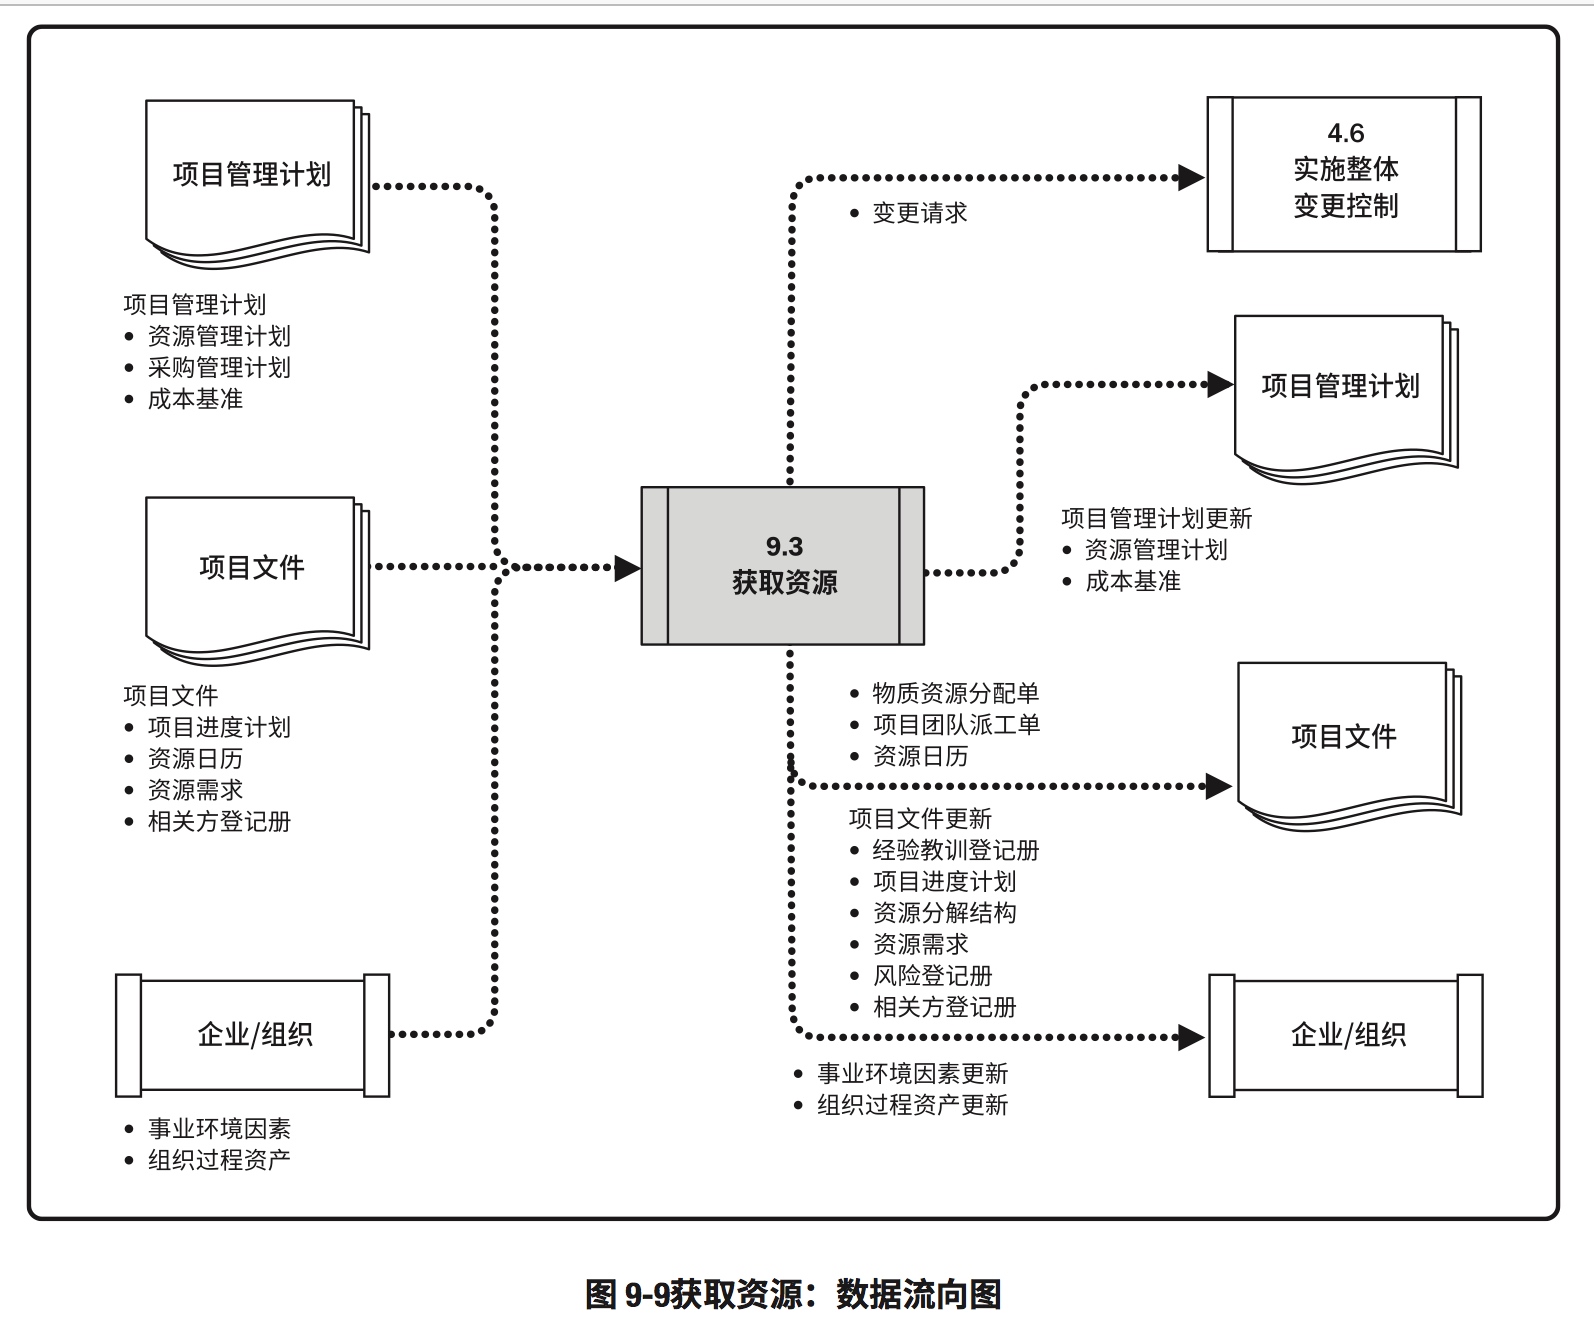 项目管理计划
项目管理计划
• 资源管理计划
• 采购管理计划
• 成本基准
项目文件
项目文件
• 项目进度计划
• 资源日历
• 资源需求
• 相关方登记册
企业/组织
• 事业环境因素
• 组织过程资产
9.3
获取资源
• 变更请求
4.6
实施整体
变更控制
项目管理计划
项目管理计划更新
• 资源管理计划
• 成本基准
• 物质资源分配单
• 项目团队派工单
• 资源日历
项目文件
项目文件更新
• 经验教训登记册
• 项目进度计划
• 资源分解结构
• 资源需求
• 风险登记册
• 相关方登记册
企业/组织
• 事业环境因素更新
• 组织过程资产更新
图 9-9获取资源：数据流向图